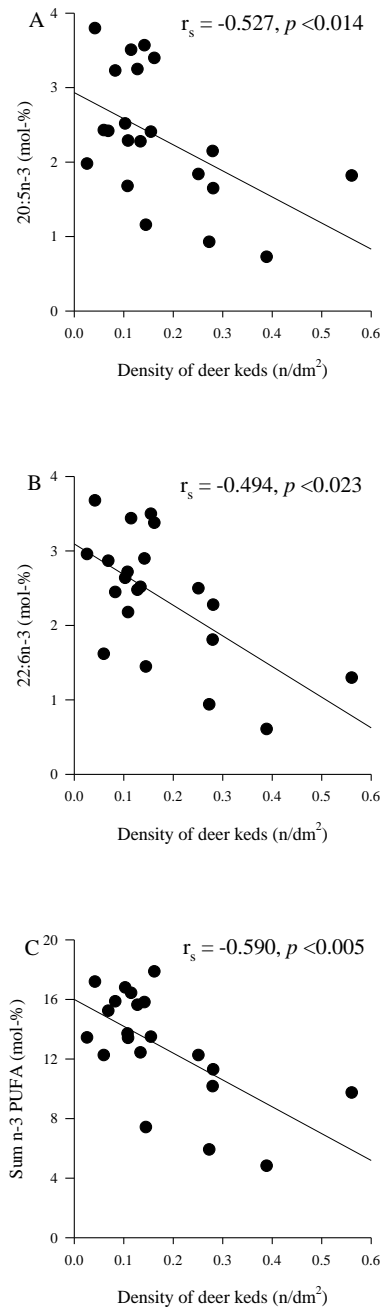 A
rs = -0.527, p <0.014
4
3
2
1
0
20:5n-3 (mol-%)
0.0 0.1 0.2 0.3 0.4 0.5 0.6
Density of deer keds (n/dm2)
B
rs = -0.494, p <0.023
4
3
2
1
0
22:6n-3 (mol-%)
0.0 0.1 0.2 0.3 0.4 0.5 0.6
Density of deer keds (n/dm2)
C
rs = -0.590, p <0.005
20
16
12
8
4
0
Sum n-3 PUFA (mol-%)
0.0 0.1 0.2 0.3 0.4 0.5 0.6
Density of deer keds (n/dm2)